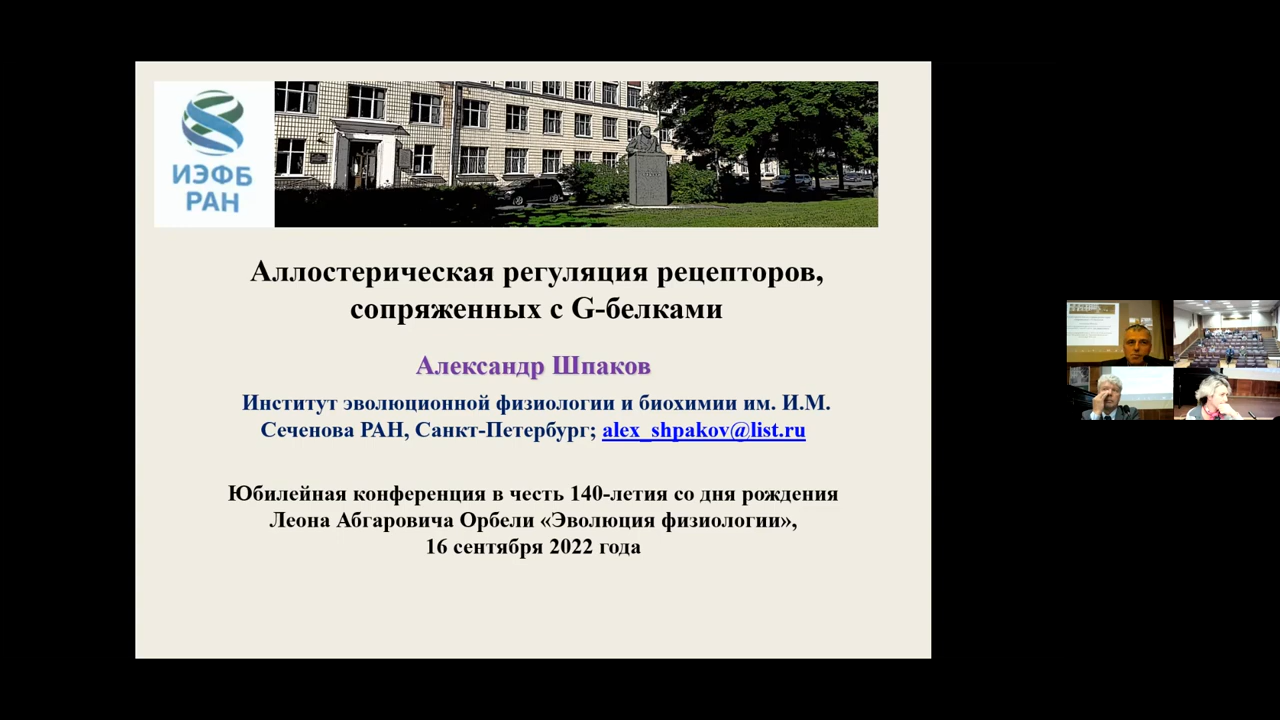 ИЭФБ
РАН
Аллостерическая регуляция рецепторов,
сопряженных с G-белками
Александр Шпаков
Институт эволюционной физиологии и биохимии им. И.М.
Сеченова РАН, Санкт-Петербург; alex_shpakov@list.ru
Юбилейная конференция в честь 140-летия со дня рождения
Леона Абгаровича Орбели «Эволюция физиологии»,
16 сентября 2022 года